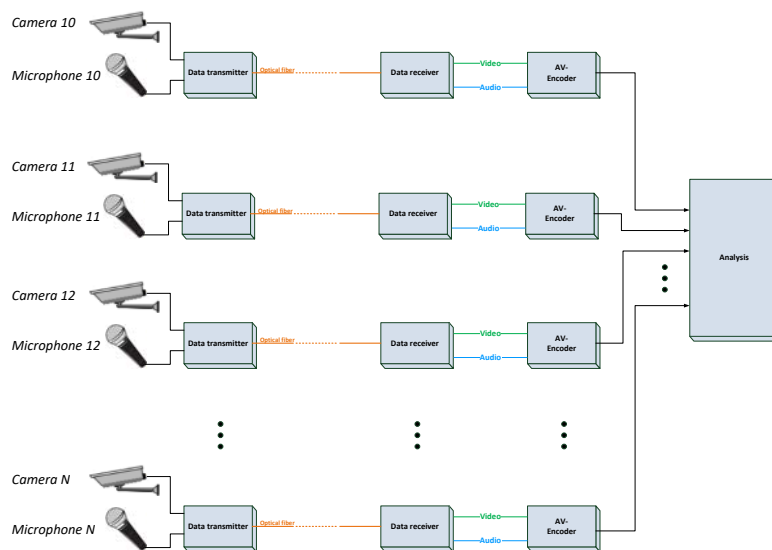 Camera 10
Microphone 10
Data transmitter
Optical fiber
Data receiver
Video
Audio
AV-
Encoder
Camera 11
Microphone 11
Data transmitter
Optical fiber
Data receiver
Video
Audio
AV-
Encoder
Analysis
Camera 12
Microphone 12
Data transmitter
Optical fiber
Data receiver
Video
Audio
AV-
Encoder
Camera N
Microphone N
Data transmitter
Optical fiber
Data receiver
Video
Audio
AV-
Encoder